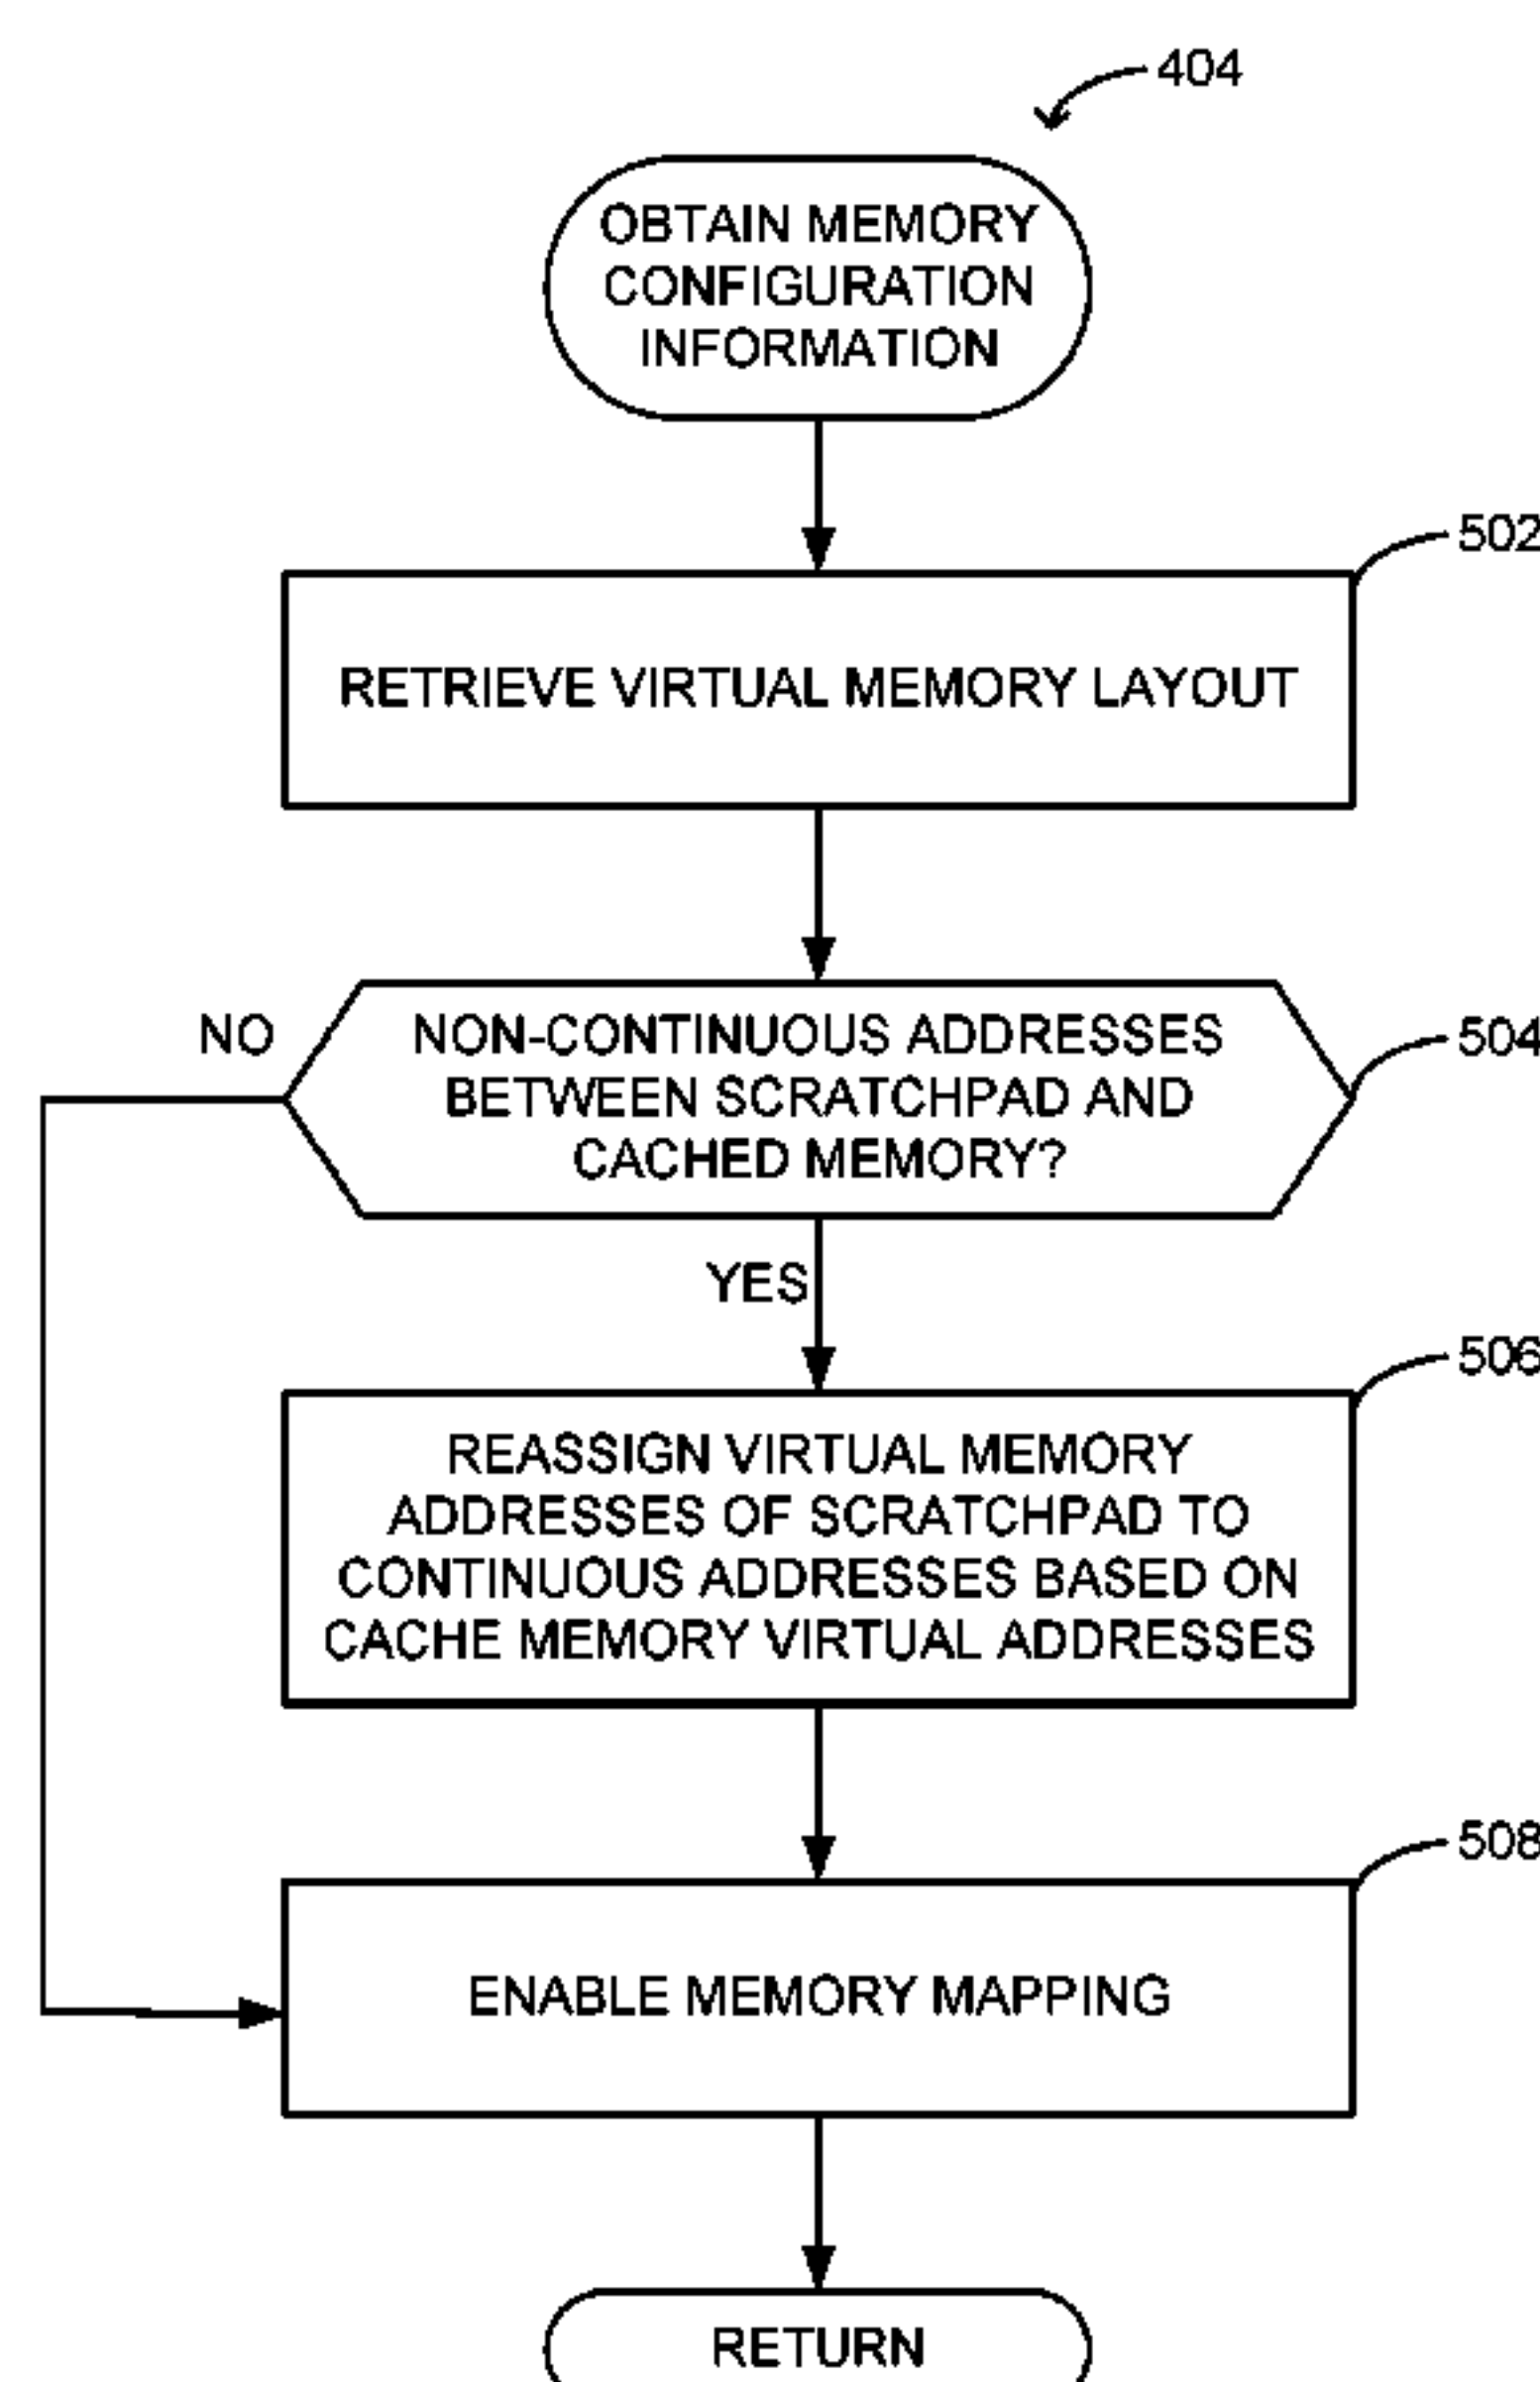 404
OBTAIN MEMORY
CONFIGURATION
INFORMATION
502
RETRIEVE VIRTUAL MEMORY LAYOUT
NO
NON-CONTINUOUS ADDRESSES
BETWEEN SCRATCHPAD AND
CACHED MEMORY?
504
YES
506
REASSIGN VIRTUAL MEMORY
ADDRESSES OF SCRATCHPAD TO
CONTINUOUS ADDRESSES BASED ON
CACHE MEMORY VIRTUAL ADDRESSES
508
ENABLE MEMORY MAPPING
RETURN